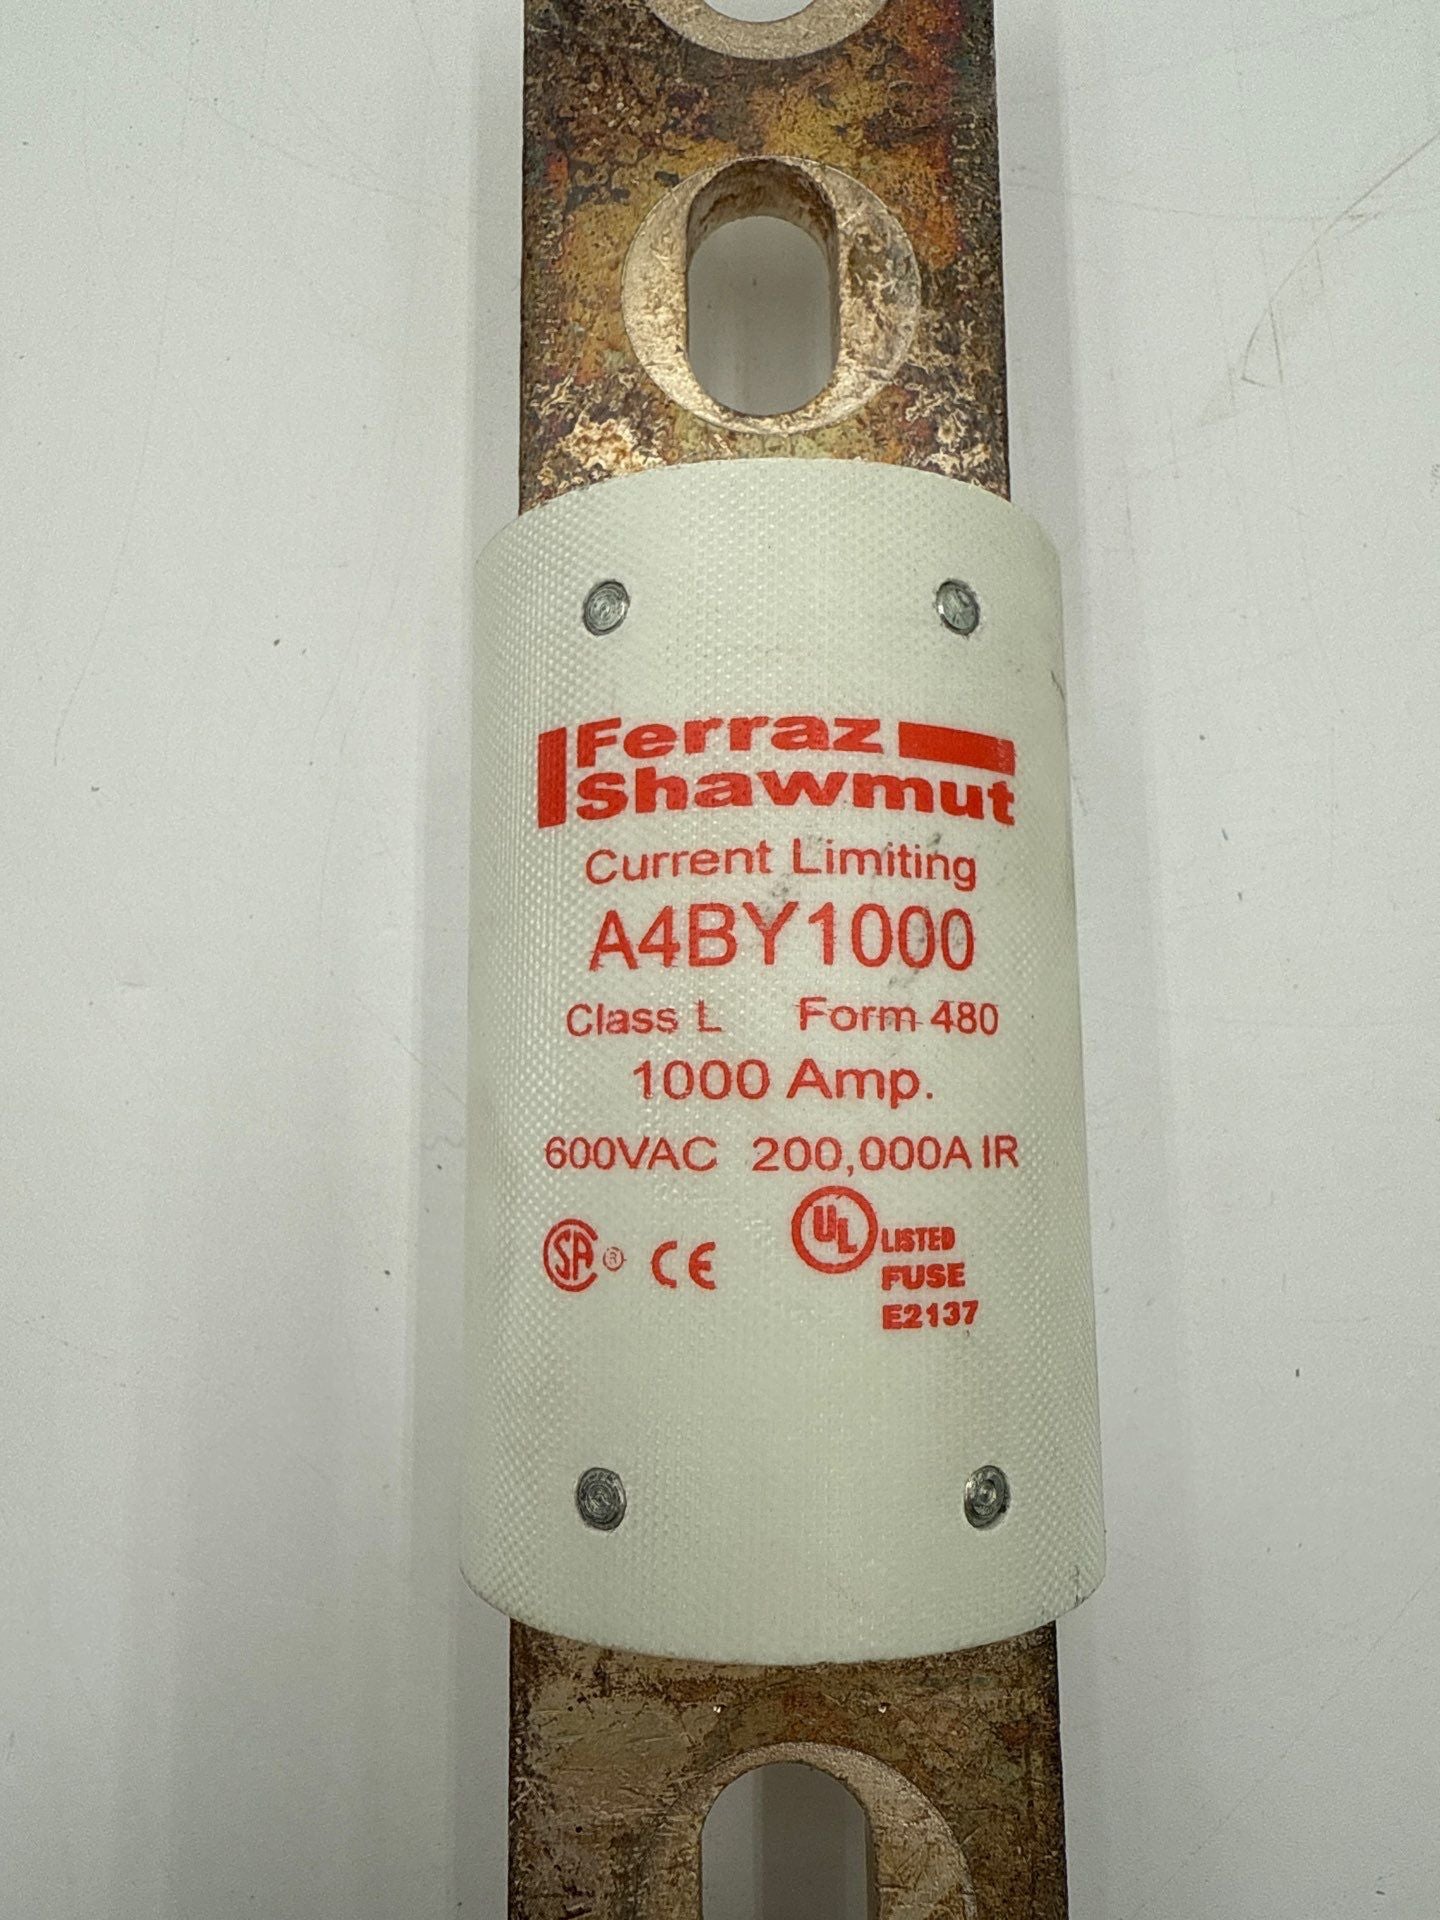 Ferraz
Shawmut
Current Limiting
A4BY1000
Class L Form 480
1000 Amp.
600VAC 200,000A IR
SA ® CE UL LISTED
FUSE
E2137